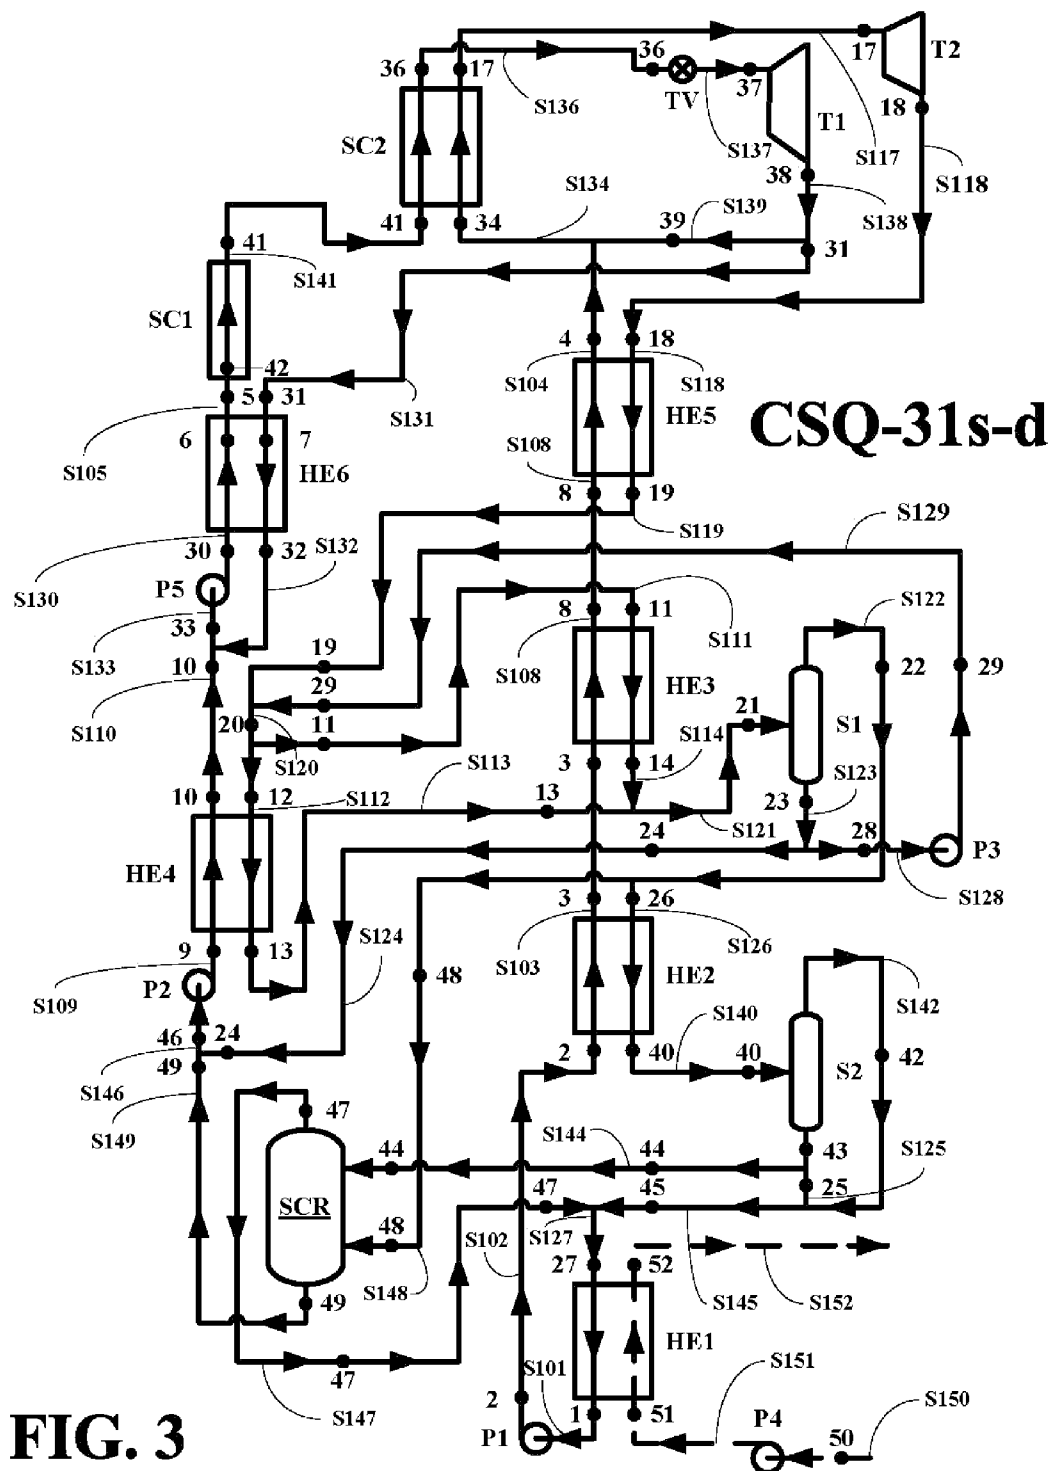 36
17
S136
36
TV
37
S137
T1
17
T2
18
S117
S118
38
S138
SC2
S134
39
S139
41
34
31
41
S141
SC1
42
5
31
S105
6
7
HE6
S131
4
18
S104
S118
HE5
CSQ-31s-d
S108
8
19
S119
S129
30
32
S132
S130
P5
33
S133
10
S110
19
29
20
11
S120
8
11
S111
S108
HE3
S122
22
29
21
S1
3
14
S114
S123
23
10
12
S112
S113
13
S121
24
28
P3
S128
HE4
3
26
S103
S126
HE2
9
13
S124
48
S109
P2
46
24
S146
49
S149
2
40
S140
40
S2
S142
42
47
SCR
44
S144
44
43
S125
25
47
45
S127
S102
48
S148
49
27
52
S145
S152
HE1
47
S147
S101
2
1
51
S151
P1
P4
50
S150
FIG. 3